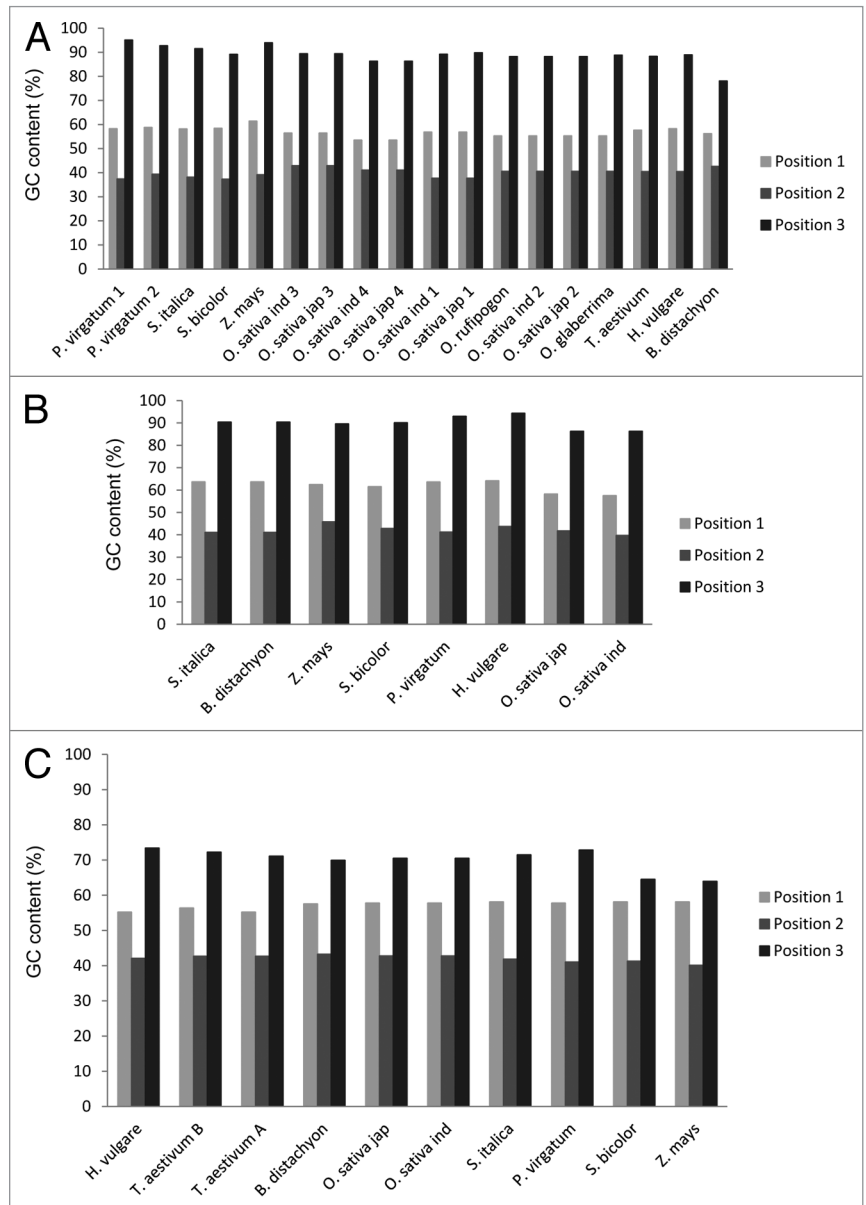 A
GC content (%)
100
90
80
70
60
50
40
30
20
10
0
P. virgatum 1
P. virgatum 2
S. italica
S. bicolor
Z. mays
O. sativa ind 3
O. sativa jap 3
O. sativa ind 4
O. sativa jap 4
O. sativa ind 1
O. sativa jap 1
O. rufipogon
O. sativa ind 2
O. sativa jap 2
O. glaberrima
T. aestivum
H. vulgare
B. distachyon
Position 1
Position 2
Position 3
B
GC content (%)
100
90
80
70
60
50
40
30
20
10
0
S. italica
B. distachyon
Z. mays
S. bicolor
P. virgatum
H. vulgare
O. sativa jap
O. sativa ind
Position 1
Position 2
Position 3
C
GC content (%)
100
90
80
70
60
50
40
30
20
10
0
H. vulgare
T. aestivum B
T. aestivum A
B. distachyon
O. sativa jap
O. sativa ind
S. italica
P. virgatum
S. bicolor
Z. mays
Position 1
Position 2
Position 3